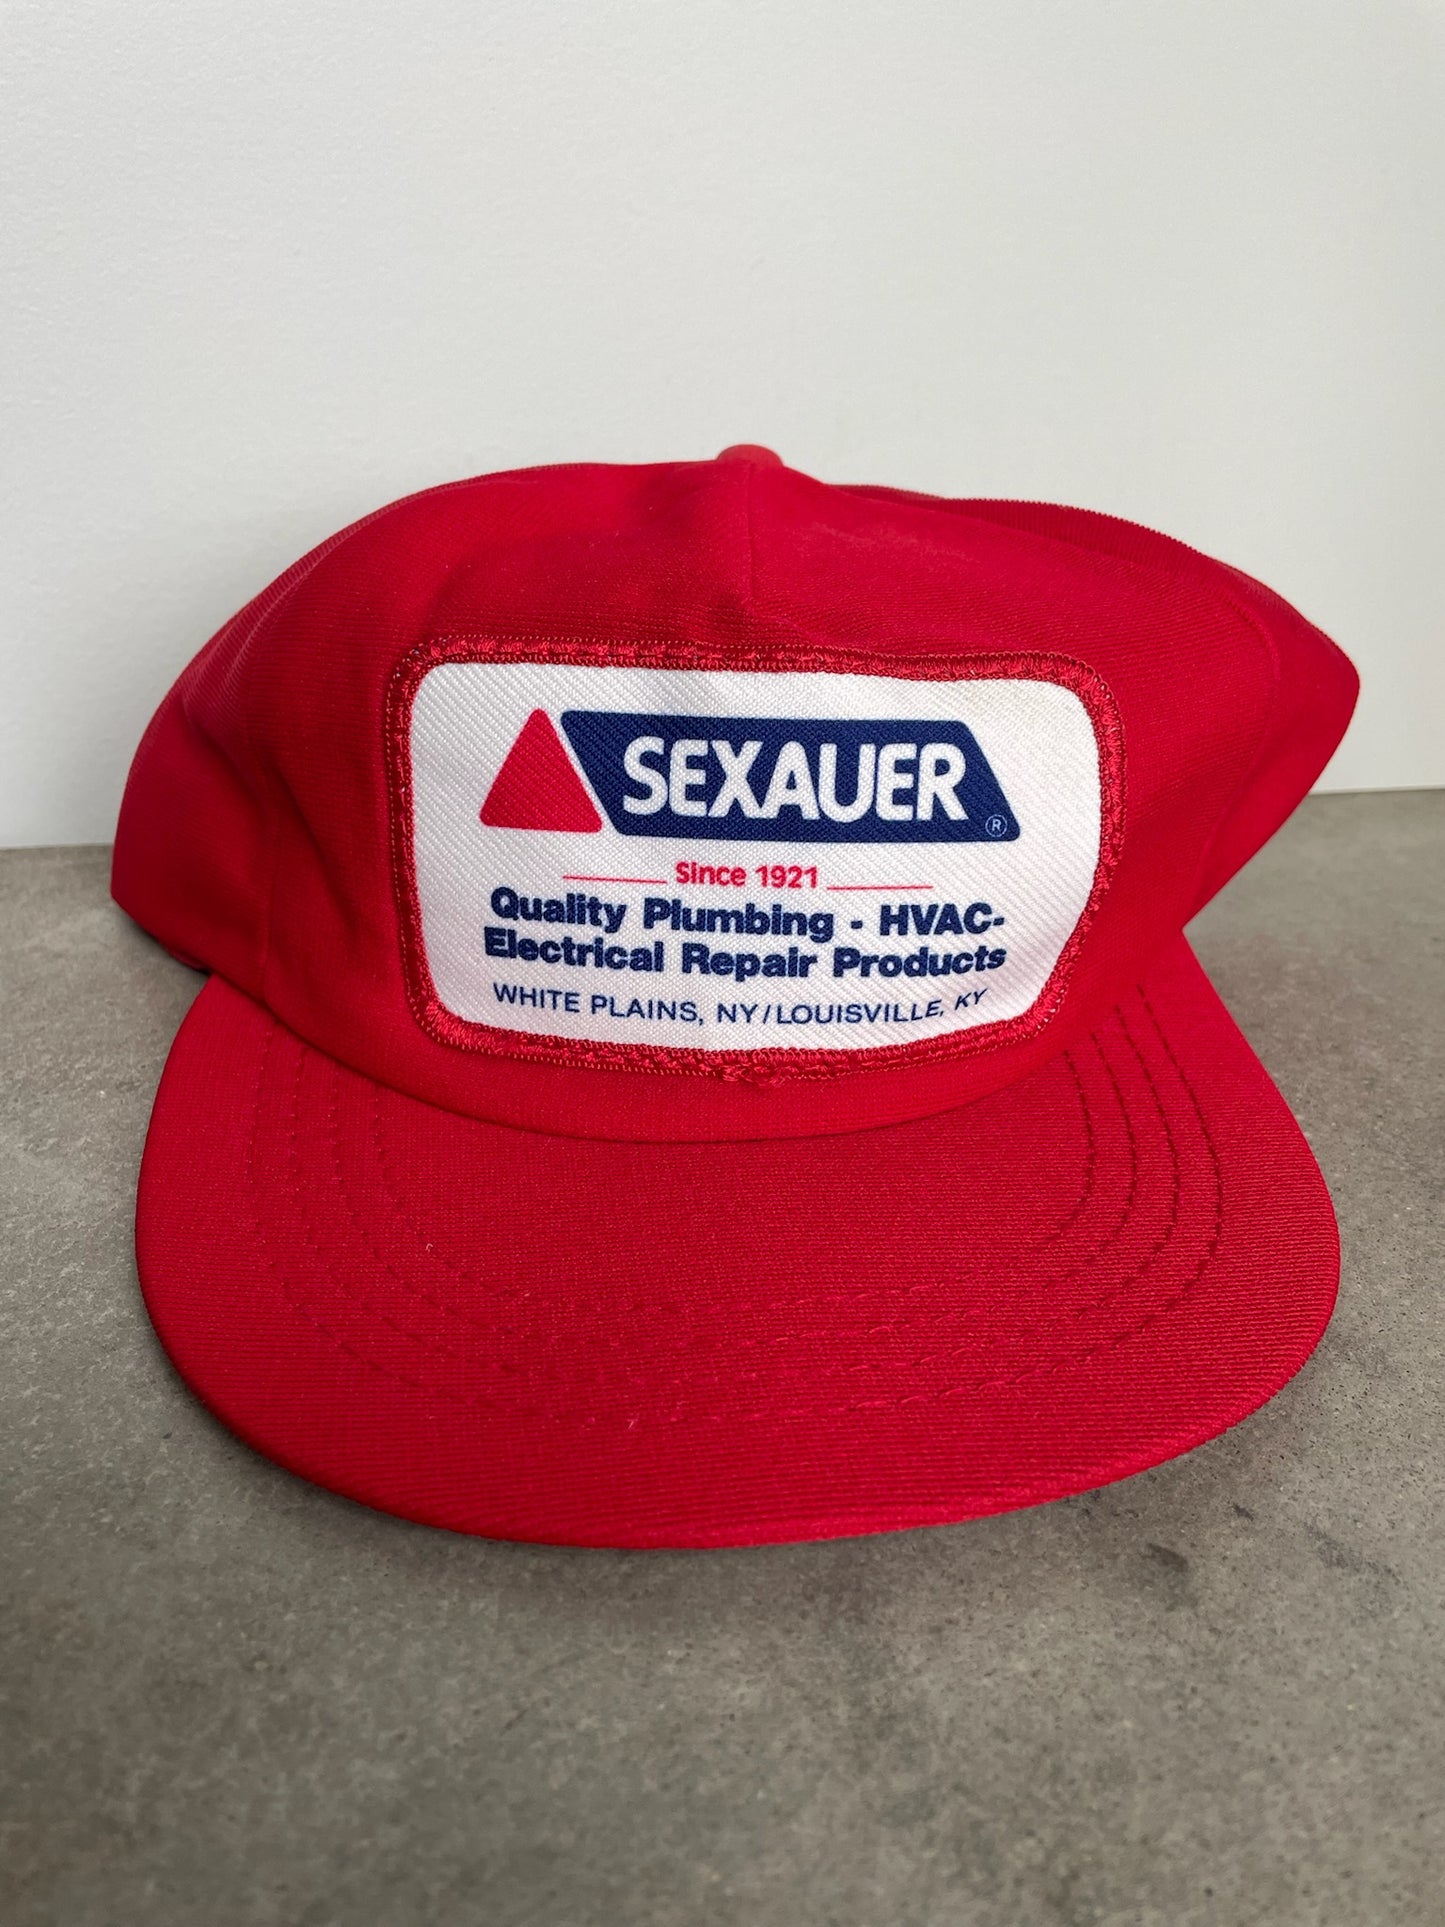 SEXAUER ®
Since 1921
Quality Plumbing - HVAC-
Electrical Repair Products
WHITE PLAINS, NY/LOUISVILLE, KY